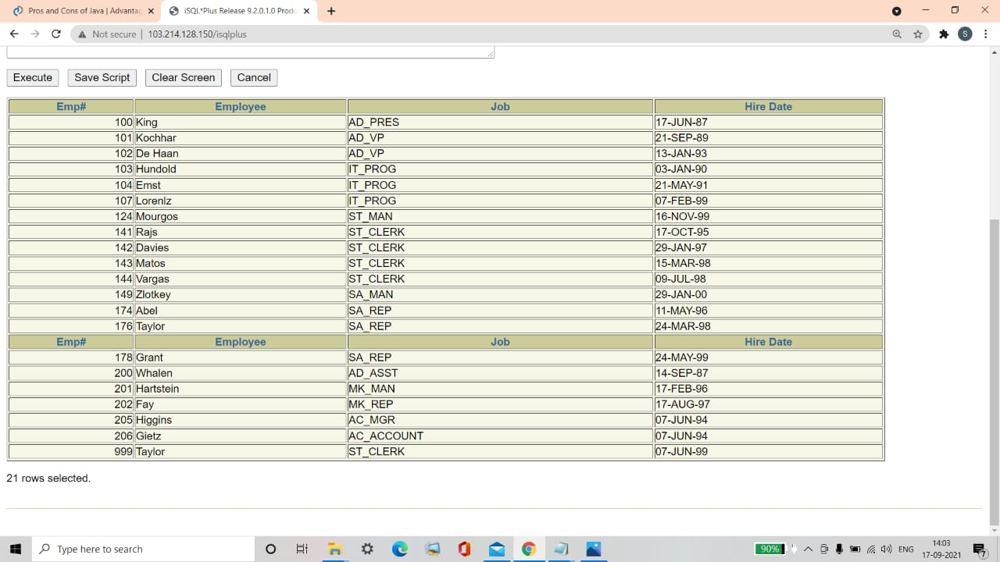 Pros and Cons of Java | Advantag
iSQL*Plus Release 9.2.0.1.0 Produ
Not secure | 103.214.128.150/isqlplus
S
Execute Save Script Clear Screen Cancel
Emp# Employee Job Hire Date
100 King AD_PRES 17-JUN-87
101 Kochhar AD_VP 21-SEP-89
102 De Haan AD_VP 13-JAN-93
103 Hundold IT_PROG 03-JAN-90
104 Emst IT_PROG 21-MAY-91
107 Lorenlz IT_PROG 07-FEB-99
124 Mourgos ST_MAN 16-NOV-99
141 Rajs ST_CLERK 17-OCT-95
142 Davies ST_CLERK 29-JAN-97
143 Matos ST_CLERK 15-MAR-98
144 Vargas ST_CLERK 09-JUL-98
149 Zlotkey SA_MAN 29-JAN-00
174 Abel SA_REP 11-MAY-96
176 Taylor SA_REP 24-MAR-98
Emp# Employee Job Hire Date
178 Grant SA_REP 24-MAY-99
200 Whalen AD_ASST 14-SEP-87
201 Hartstein MK_MAN 17-FEB-96
202 Fay MK_REP 17-AUG-97
205 Higgins AC_MGR 07-JUN-94
206 Gietz AC_ACCOUNT 07-JUN-94
999 Taylor ST_CLERK 07-JUN-99
21 rows selected.
Type here to search
90%
ENG
14:03
17-09-2021
7